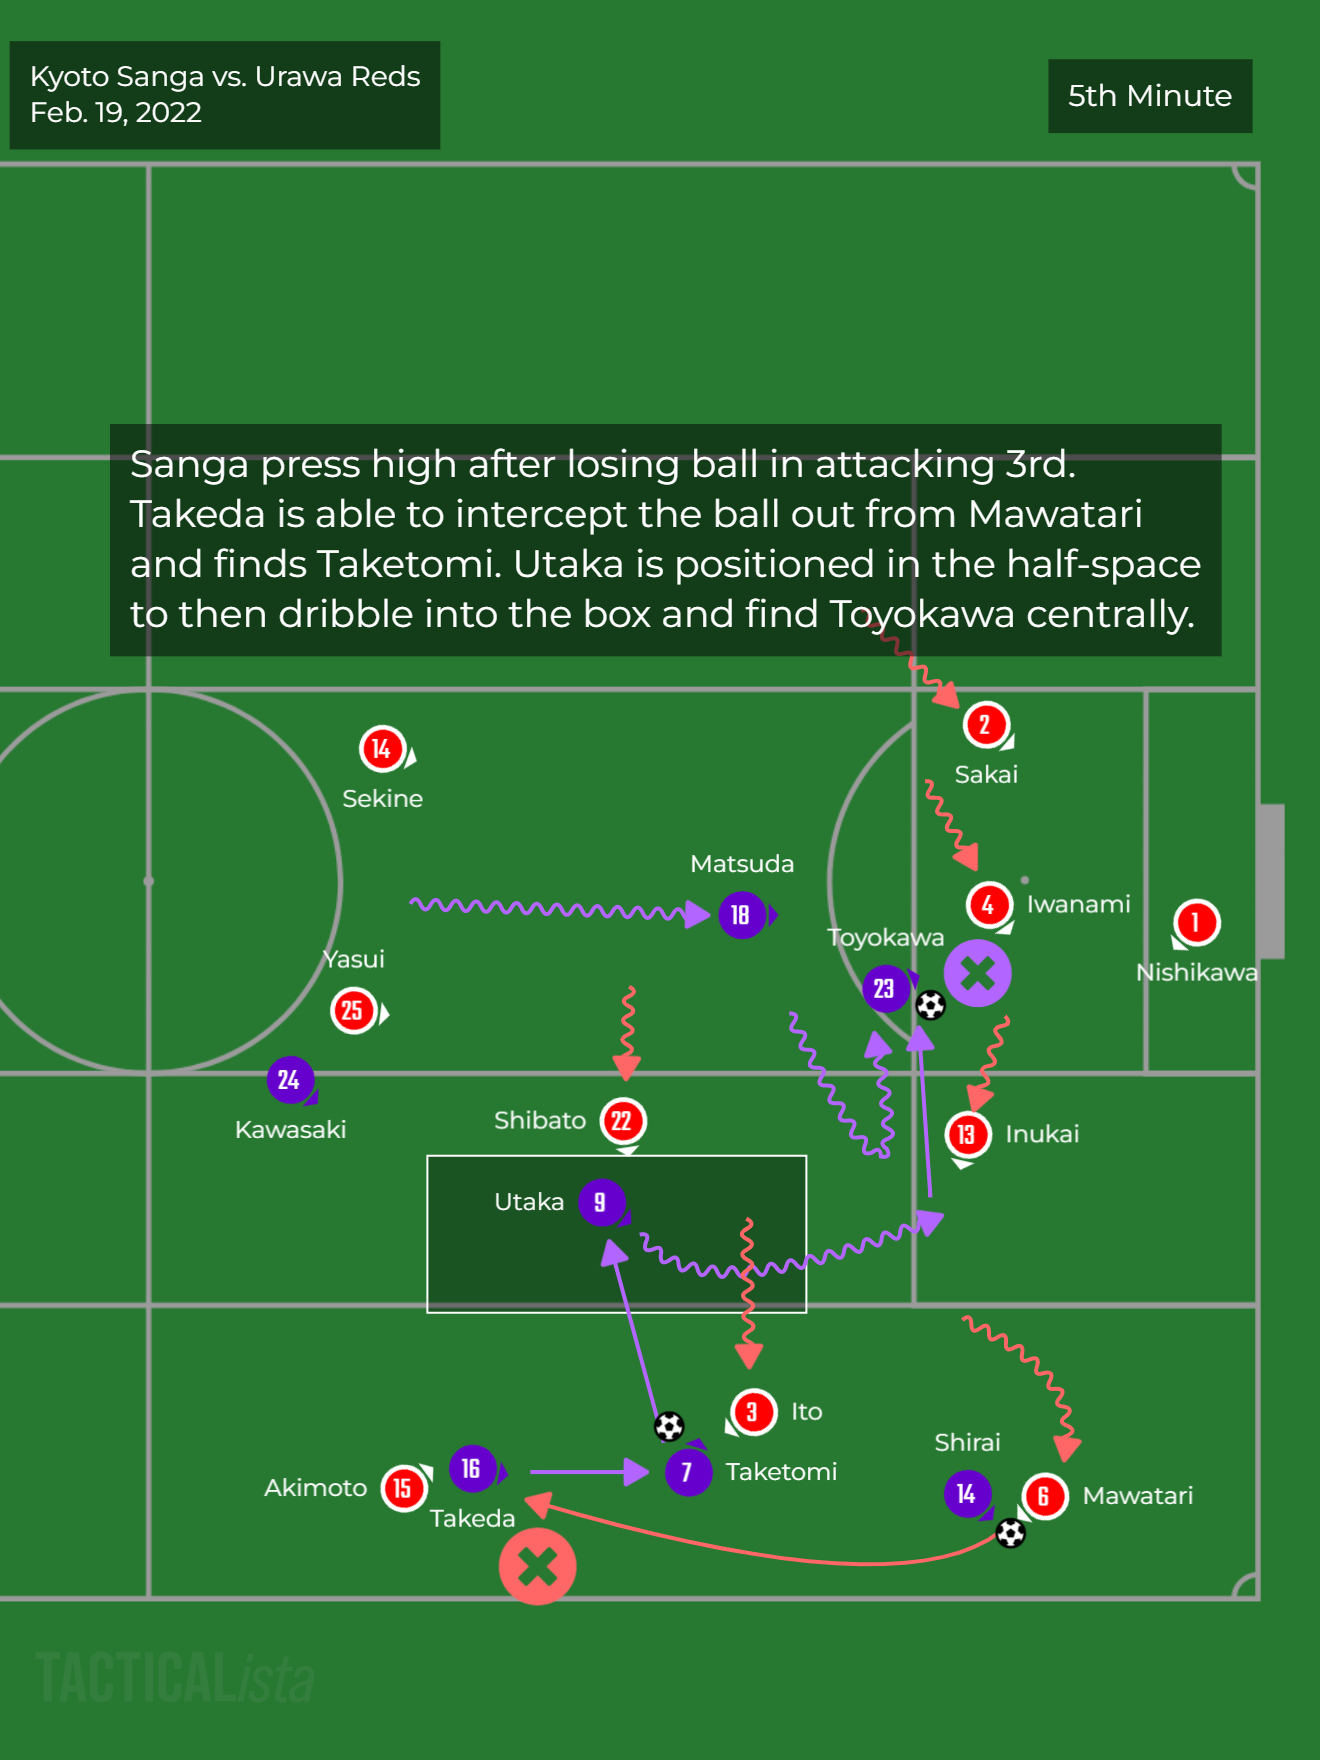 Kyoto Sanga vs. Urawa Reds
Feb. 19, 2022
5th Minute
Sanga press high after losing ball in attacking 3rd.
Takeda is able to intercept the ball out from Mawatari
and finds Taketomi. Utaka is positioned in the half-space
to then dribble into the box and find Toyokawa centrally.
2
Sakai
14
Sekine
Matsuda
18
4
Iwanami
Toyokawa
23
1
Nishikawa
Yasui
25
24
Kawasaki
Shibato
22
13
Inukai
Utaka
9
3
Ito
Shirai
14
6
Mawatari
Akimoto
15
16
Takeda
7
Taketomi
TACTICALista